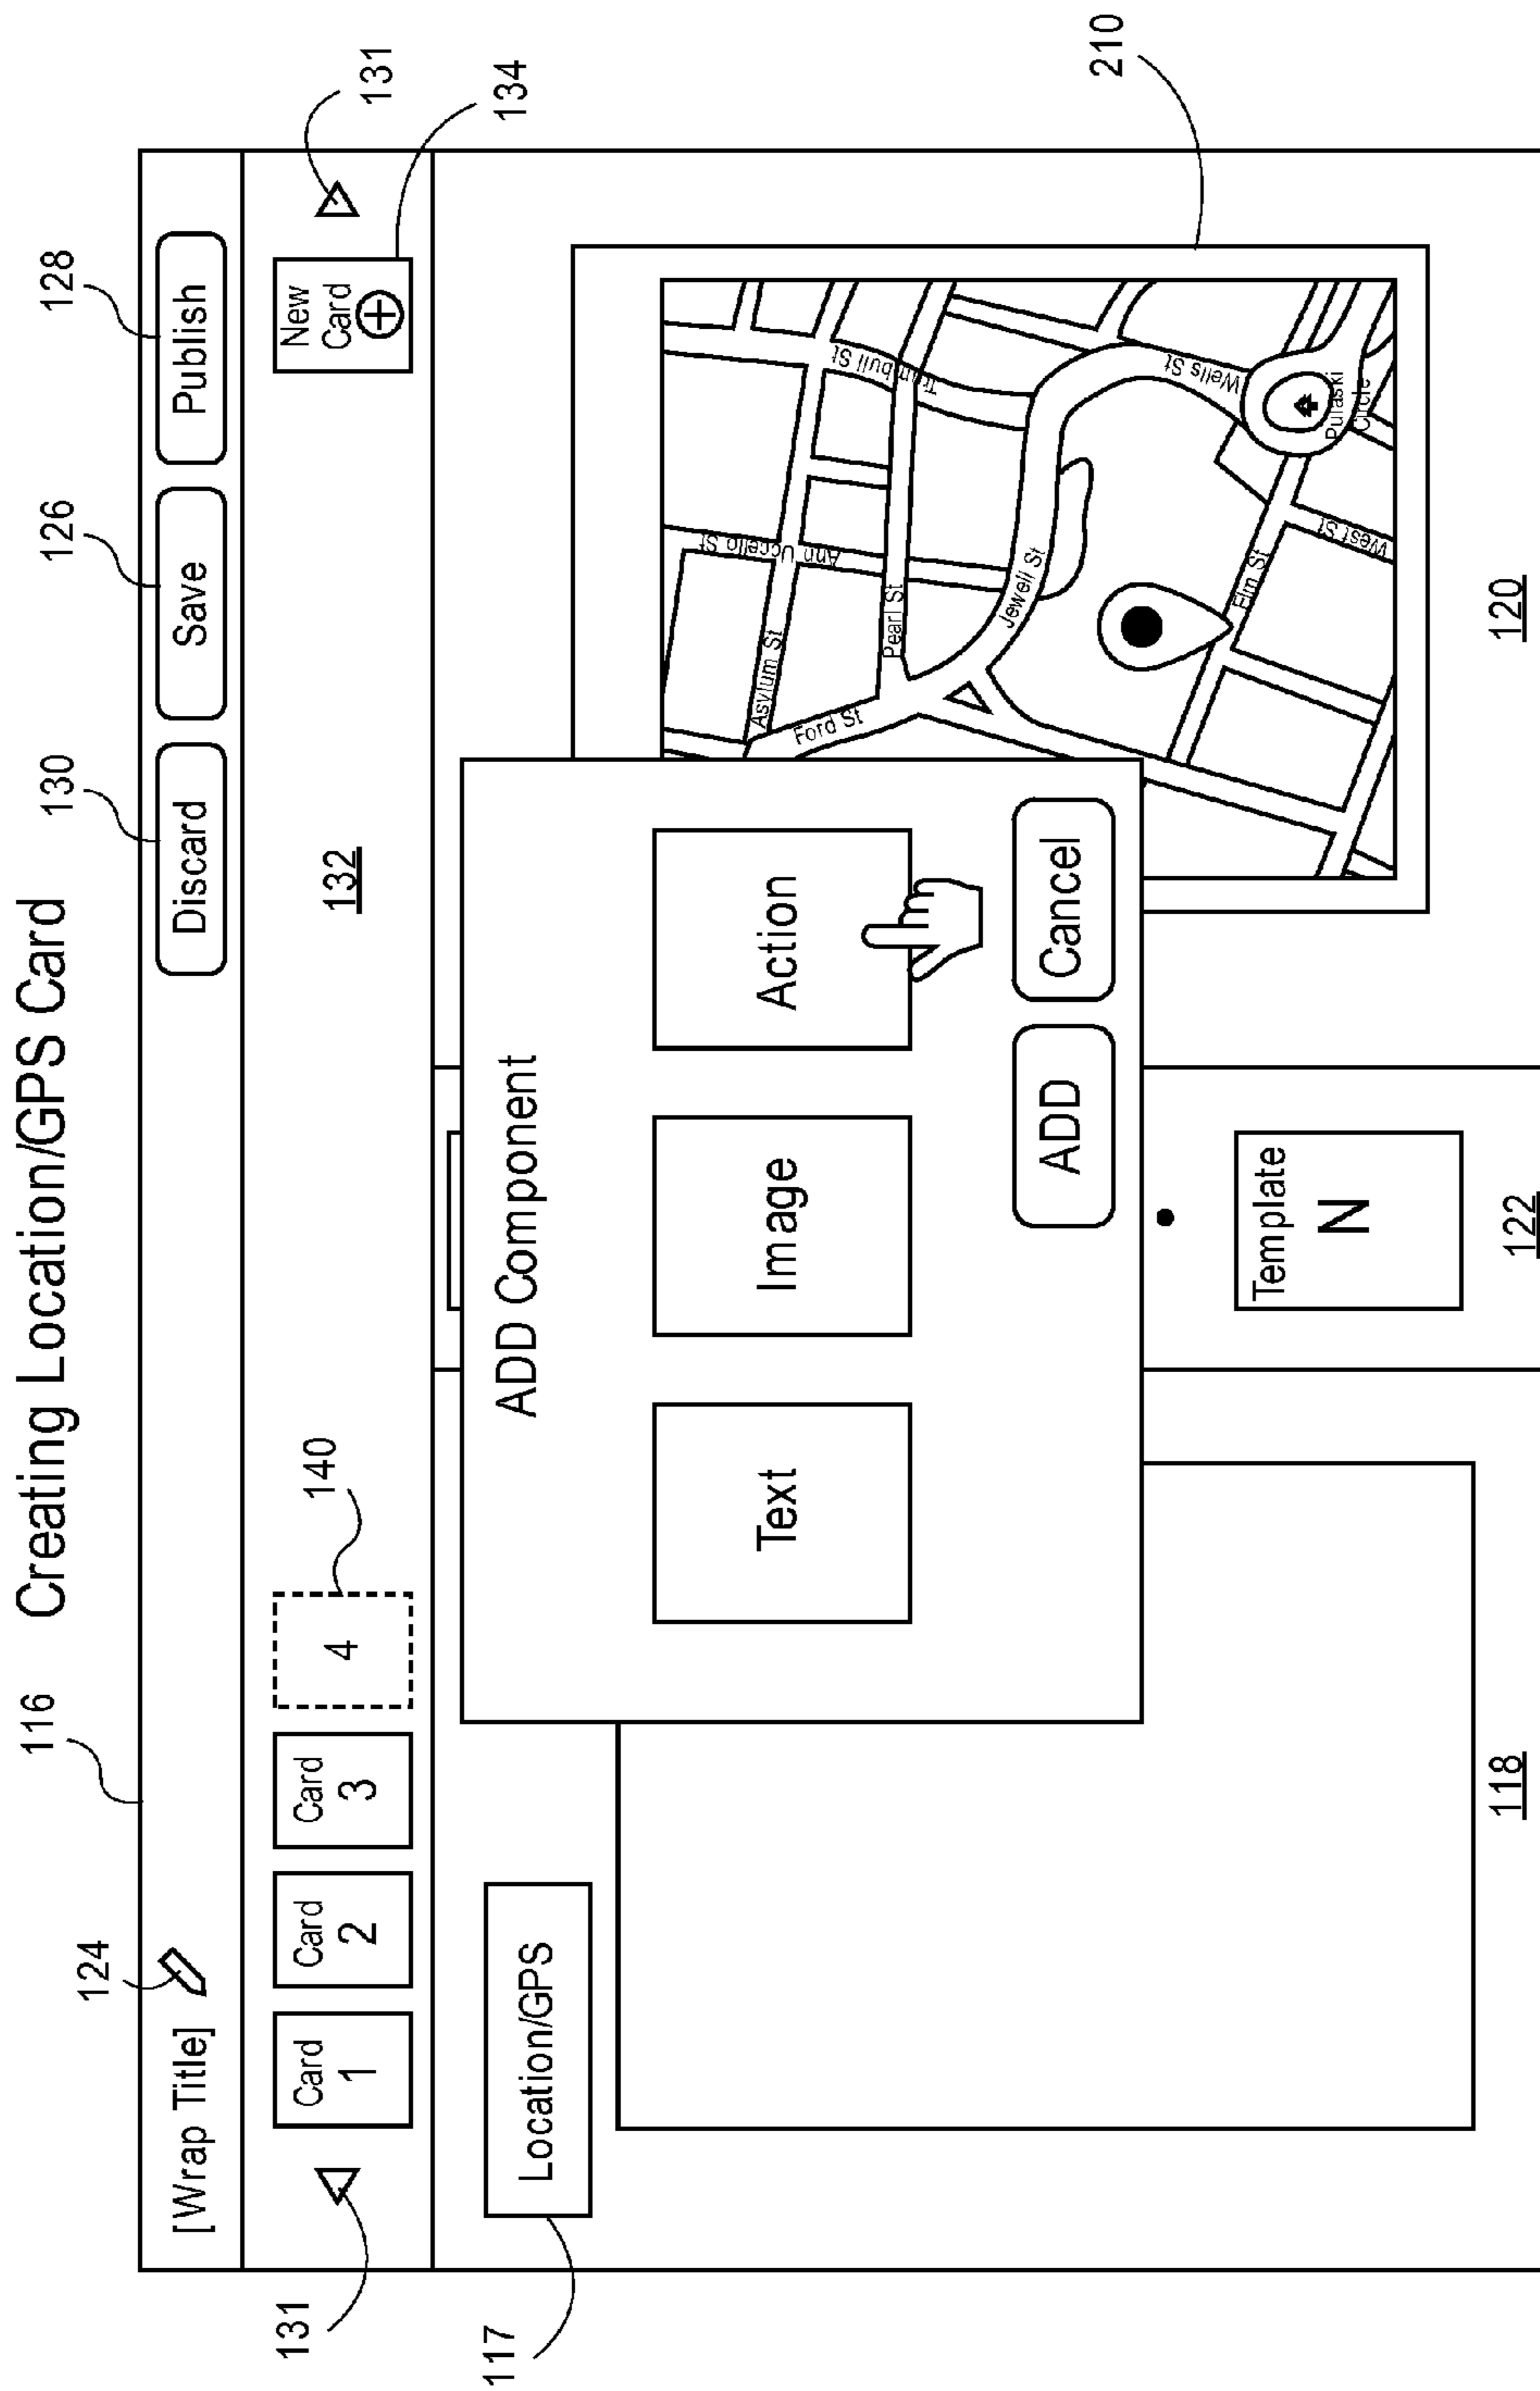 Creating Location/GPS Card
116
124
130
126
128
[Wrap Title]
Discard
Save
Publish
131
Card
1
Card
2
Card
3
4
140
132
New
Card
131
134
117
Location/GPS
ADD Component
Text
Image
Action
ADD
Cancel
Template
N
Asylum St
Ford St
Ann Uccello St
Trumbull St
Pearl St
Jewell St
Wells St
Elm St
West St
Pulaski
Circle
210
118
122
120